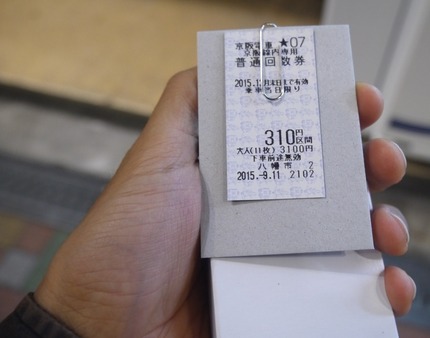 京阪電車 ★07
京阪線内専用
普通回数券
2015.12月末日まで有効
乗車当日限り
310円区間
大人(11枚) 3100円
下車前途無効
八幡市 2
2015.-9.11 2102